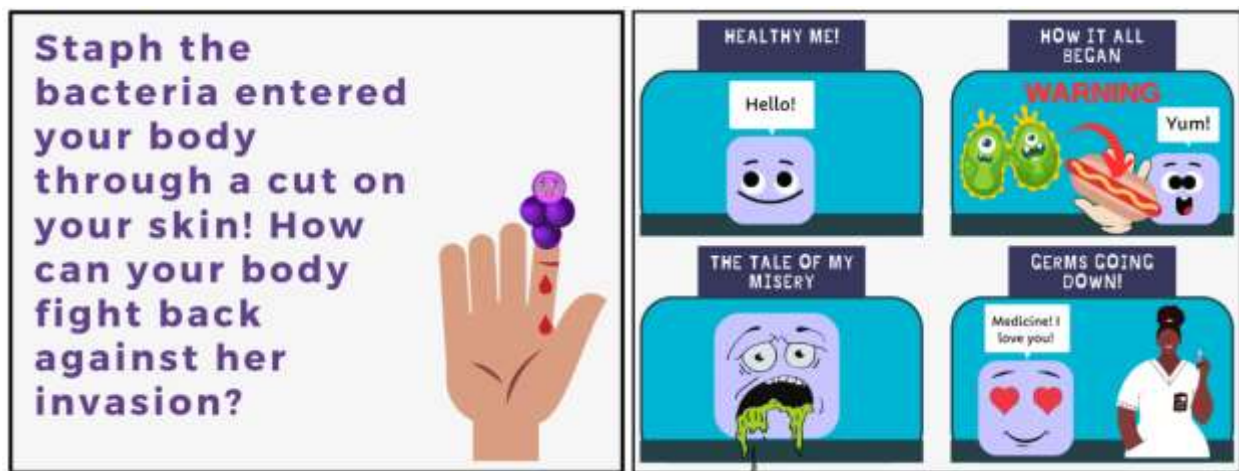 Staph the
bacteria entered
your body
through a cut on
your skin! How
can your body
fight back
against her
invasion?
HEALTHY ME!
Hello!
HOW IT ALL
BEGAN
WARNING
Yum!
THE TALE OF MY
MISERY
GERMS GOING
DOWN!
Medicine! I
love you!